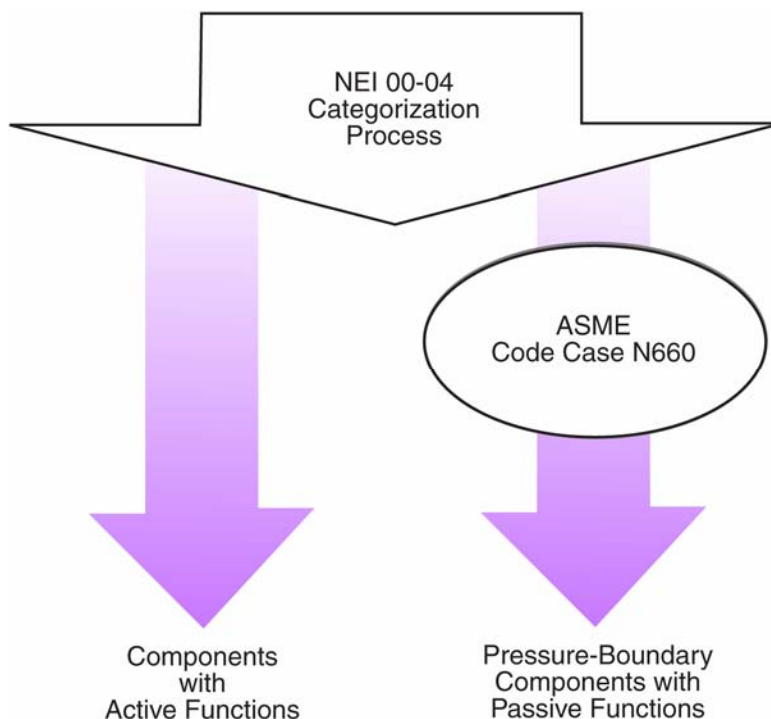 NEI 00-04
Categorization
Process
ASME
Code Case N660
Components
with
Active Functions
Pressure-Boundary
Components with
Passive Functions